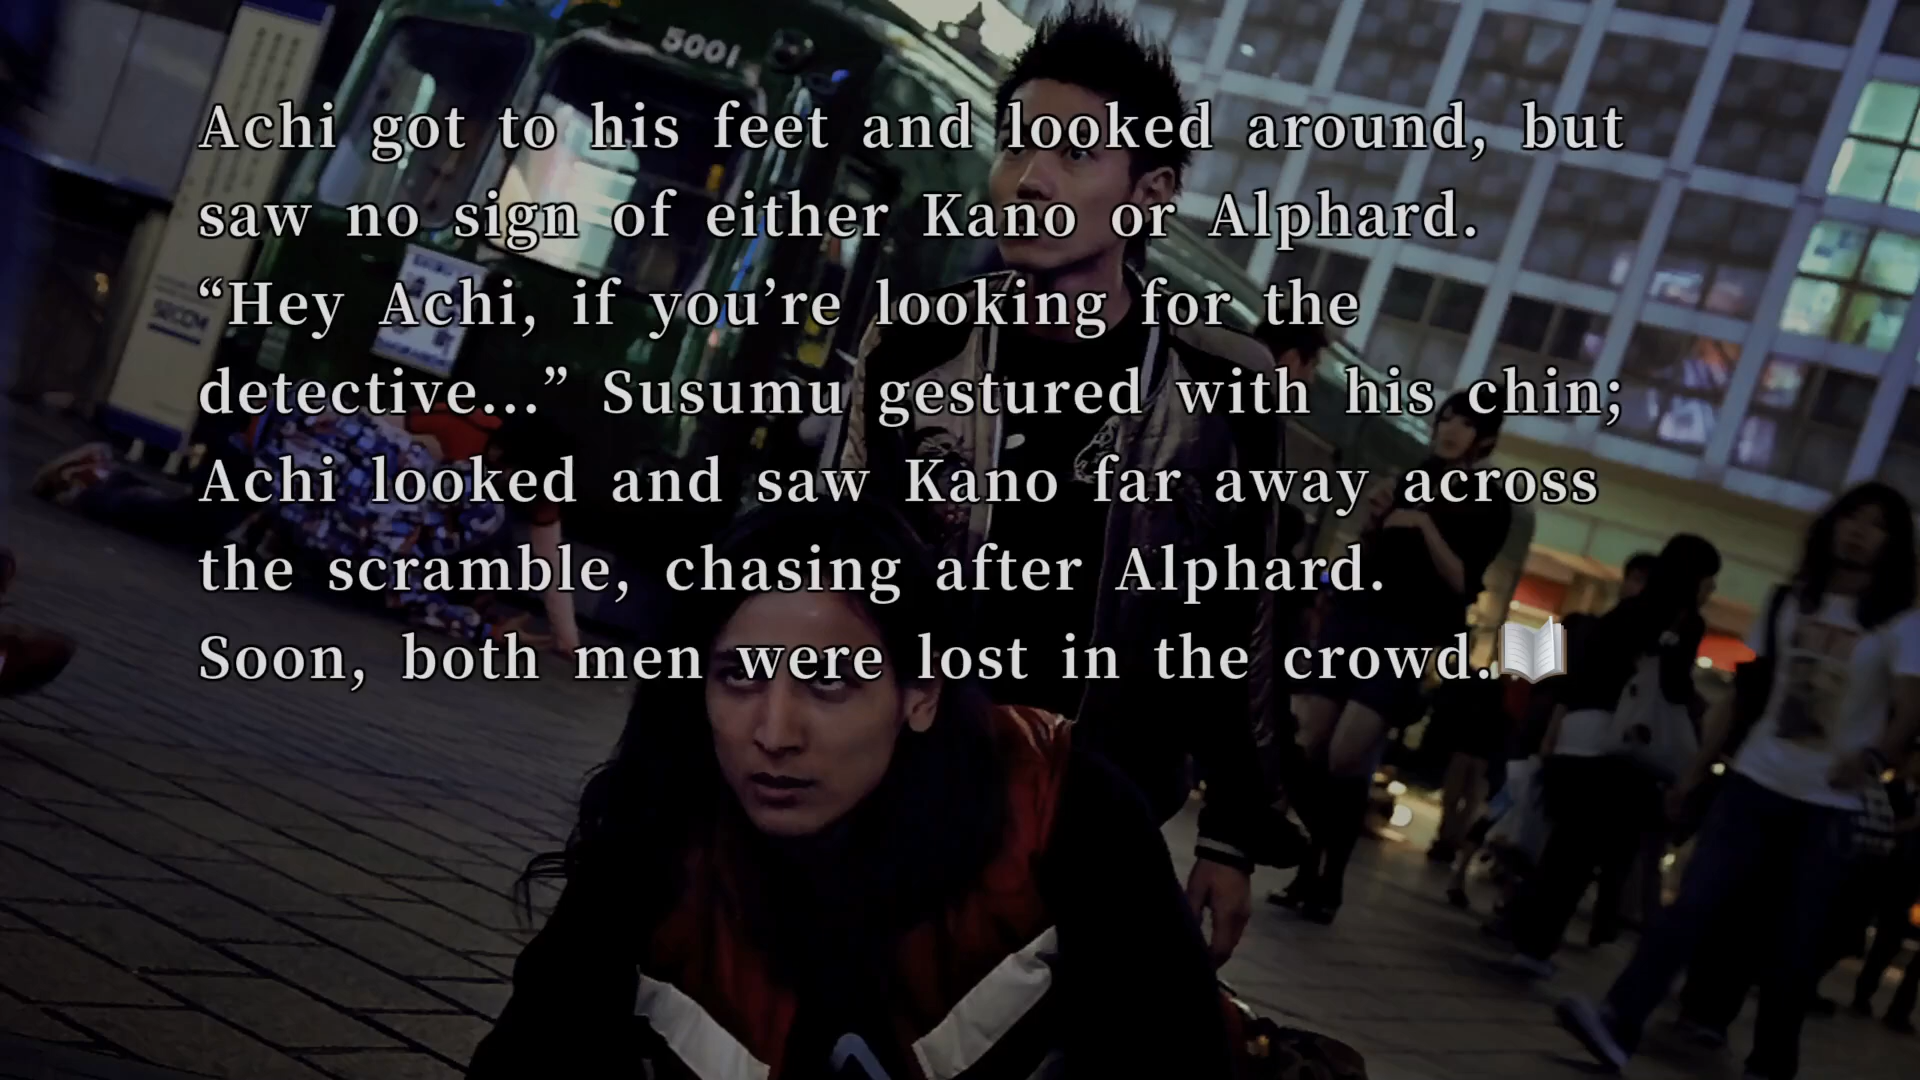 5001
Achi got to his feet and looked around, but
saw no sign of either Kano or Alphard.
“Hey Achi, if you’re looking for the
detective...” Susumu gestured with his chin;
Achi looked and saw Kano far away across
the scramble, chasing after Alphard.
Soon, both men were lost in the crowd.
SECOM